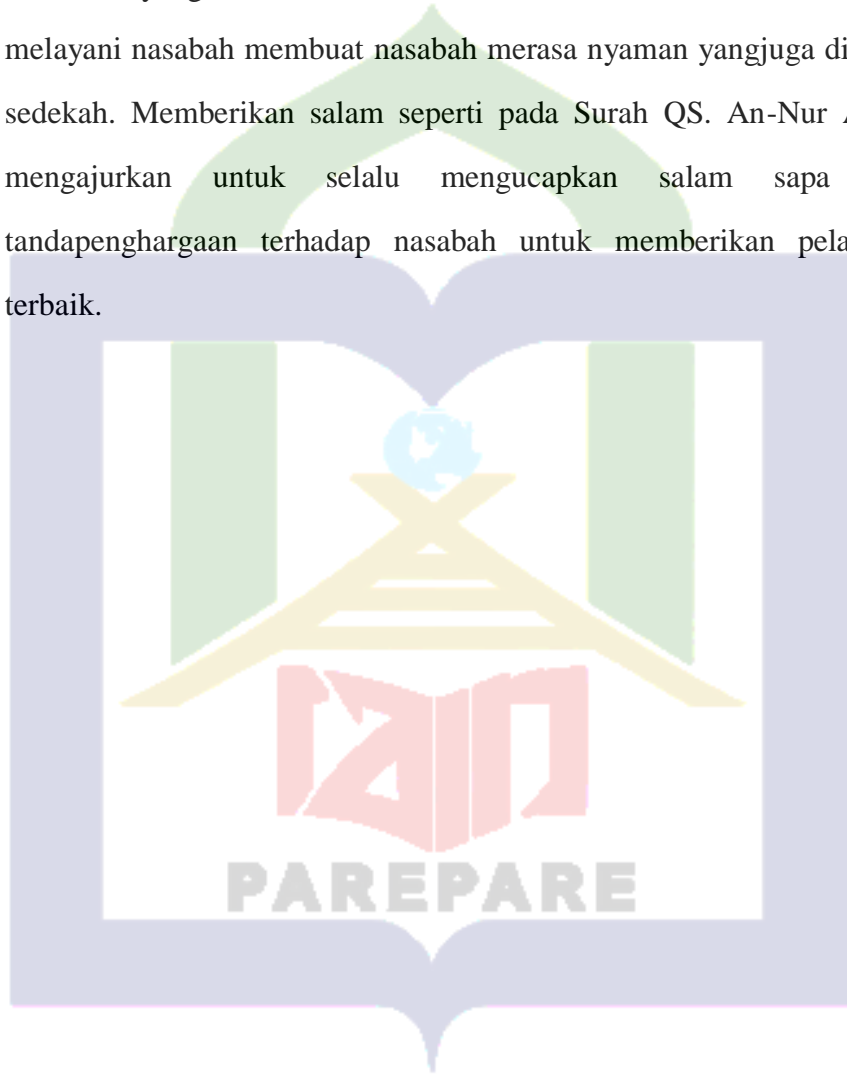 melayani nasabah membuat nasabah merasa nyaman yangjuga di
sedekah. Memberikan salam seperti pada Surah QS. An-Nur
mengajurkan untuk selalu mengucapkan salam sapa
tandapenghargaan terhadap nasabah untuk memberikan pela
terbaik.
iain
PAREPARE